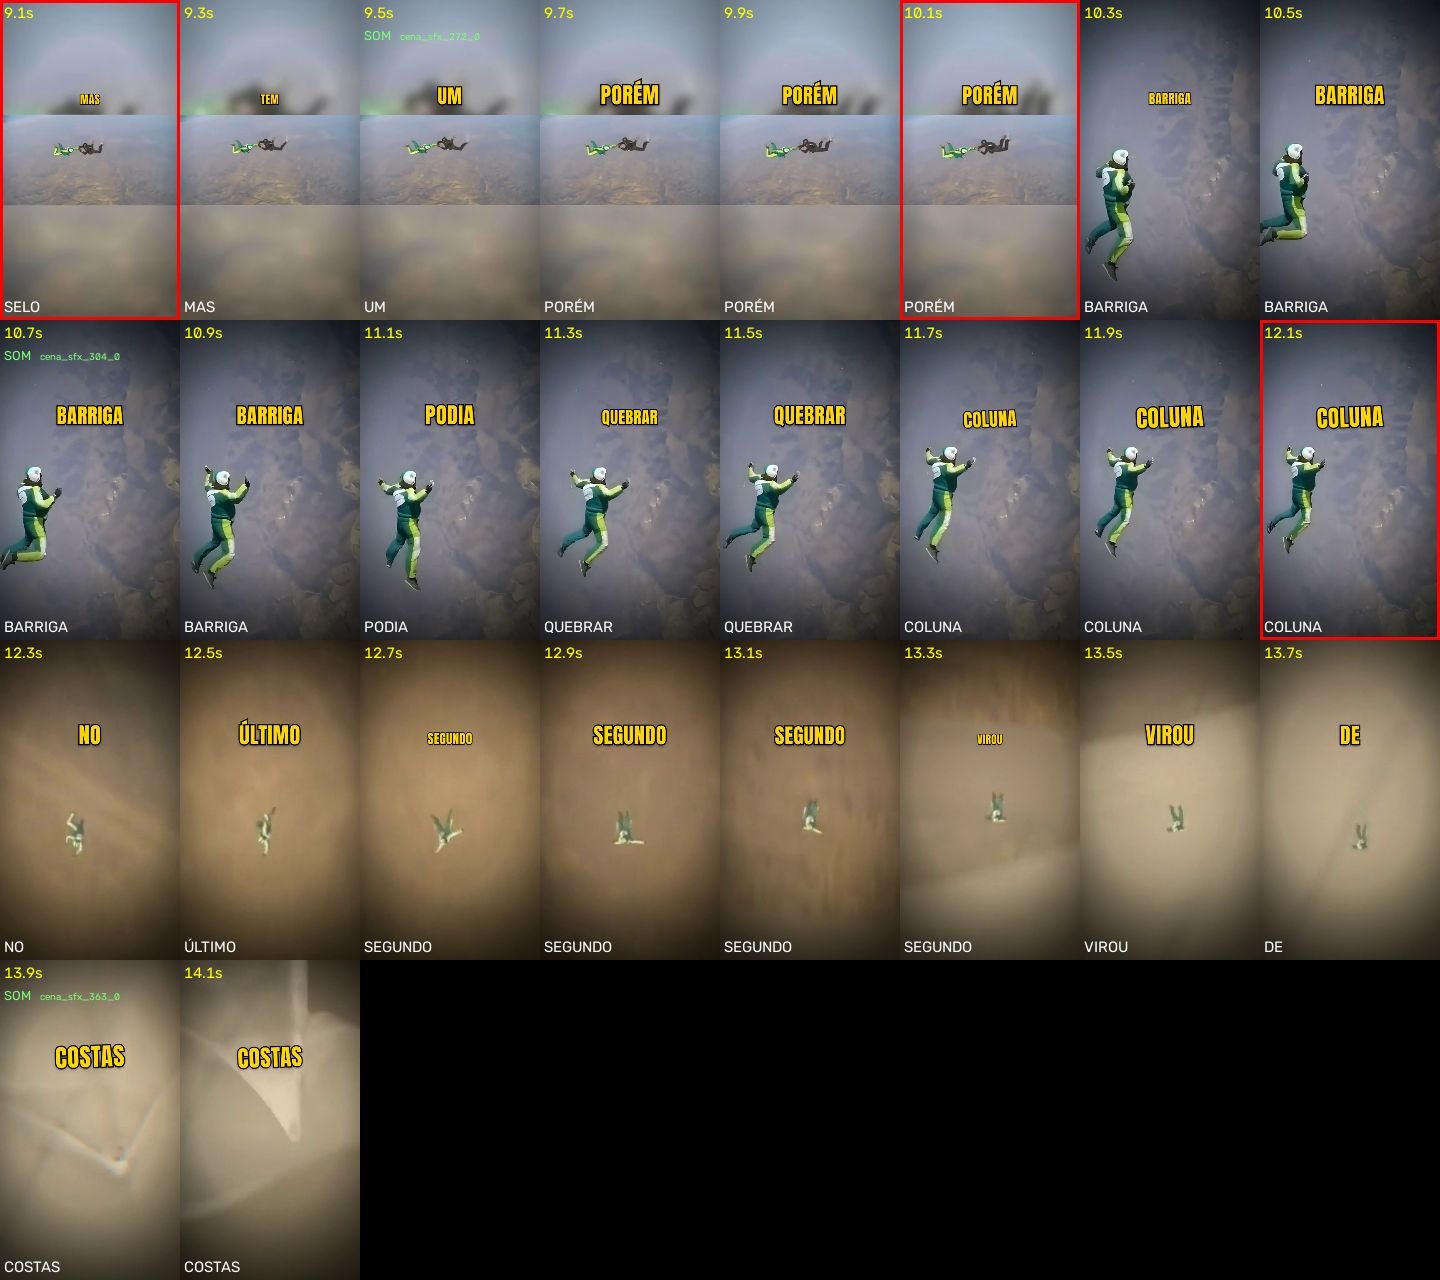 9.1s
MAS
SELO
9.3s
TEM
MAS
9.5s
SOM cena_sfx_272_0
UM
UM
9.7s
PORÉM
PORÉM
9.9s
PORÉM
PORÉM
10.1s
PORÉM
PORÉM
10.3s
BARRIGA
BARRIGA
10.5s
BARRIGA
BARRIGA
10.7s
SOM cena_sfx_304_0
BARRIGA
BARRIGA
10.9s
BARRIGA
BARRIGA
11.1s
PODIA
PODIA
11.3s
QUEBRAR
QUEBRAR
11.5s
QUEBRAR
QUEBRAR
11.7s
COLUNA
COLUNA
11.9s
COLUNA
COLUNA
12.1s
COLUNA
COLUNA
12.3s
NO
NO
12.5s
ÚLTIMO
ÚLTIMO
12.7s
SEGUNDO
SEGUNDO
12.9s
SEGUNDO
SEGUNDO
13.1s
SEGUNDO
SEGUNDO
13.3s
VIROU
SEGUNDO
13.5s
VIROU
VIROU
13.7s
DE
DE
13.9s
SOM cena_sfx_363_0
COSTAS
COSTAS
14.1s
COSTAS
COSTAS